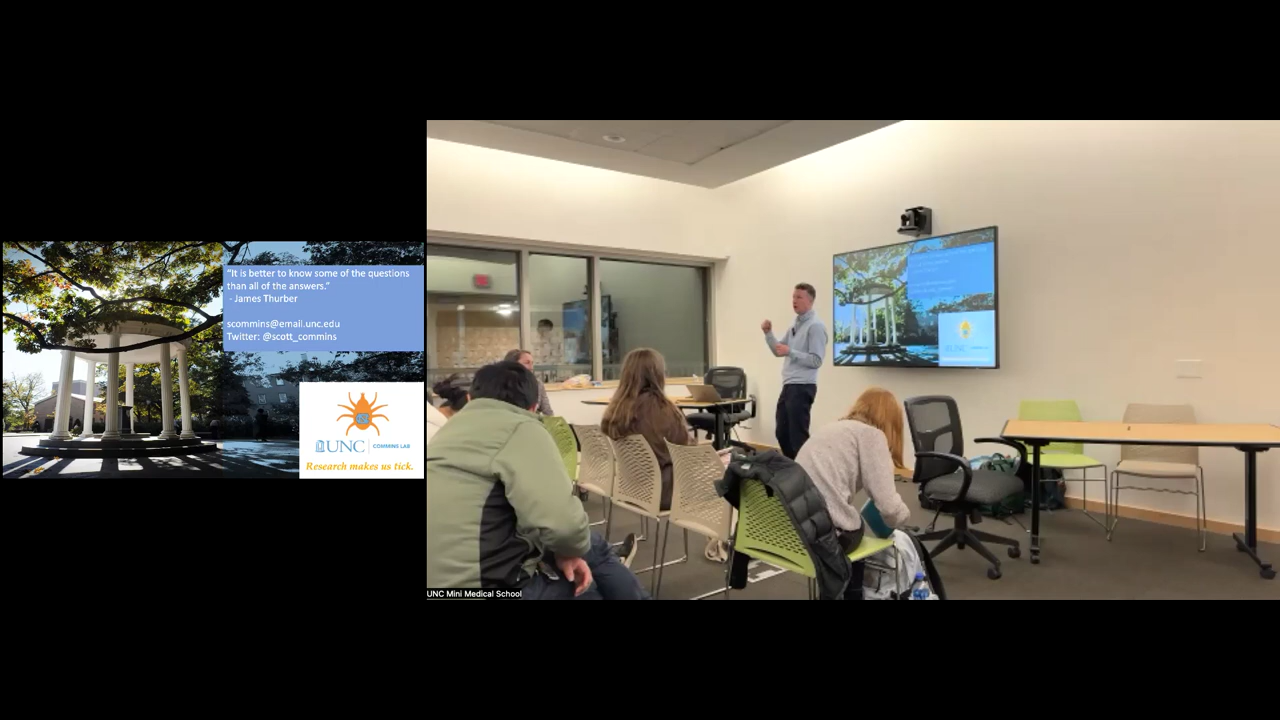 “It is better to know some of the questions
than all of the answers.”
- James Thurber
scommins@email.unc.edu
Twitter: @scott_commins
UNC | COMMINS LAB
Research makes us tick.
UNC
UNC Mini Medical School